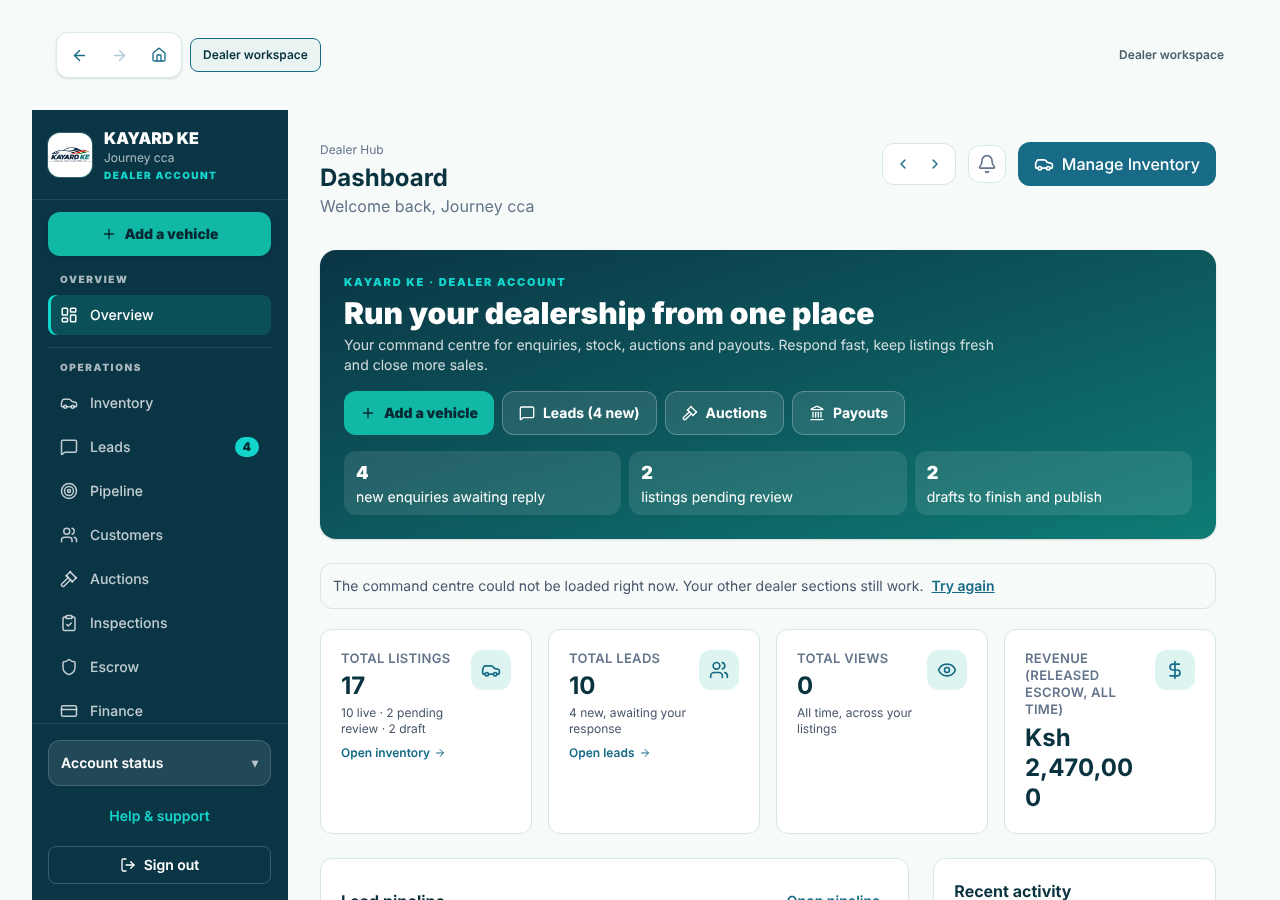 Dealer workspace
Dealer workspace
KAYARD KE
KAYARD KE
Journey cca
DEALER ACCOUNT
Add a vehicle
OVERVIEW
Overview
OPERATIONS
Inventory
Leads
4
Pipeline
Customers
Auctions
Inspections
Escrow
Finance
Account status
Help & support
Sign out
Dealer Hub
Dashboard
Welcome back, Journey cca
Manage Inventory
KAYARD KE · DEALER ACCOUNT
Run your dealership from one place
Your command centre for enquiries, stock, auctions and payouts. Respond fast, keep listings fresh
and close more sales.
Add a vehicle
Leads (4 new)
Auctions
Payouts
4
new enquiries awaiting reply
2
listings pending review
2
drafts to finish and publish
The command centre could not be loaded right now. Your other dealer sections still work. Try again
TOTAL LISTINGS
17
10 live · 2 pending
review · 2 draft
Open inventory →
TOTAL LEADS
10
4 new, awaiting your
response
Open leads →
TOTAL VIEWS
0
All time, across your
listings
REVENUE
(RELEASED
ESCROW, ALL
TIME)
Ksh
2,470,00
0
Lead pipeline
Open pipeline
Recent activity